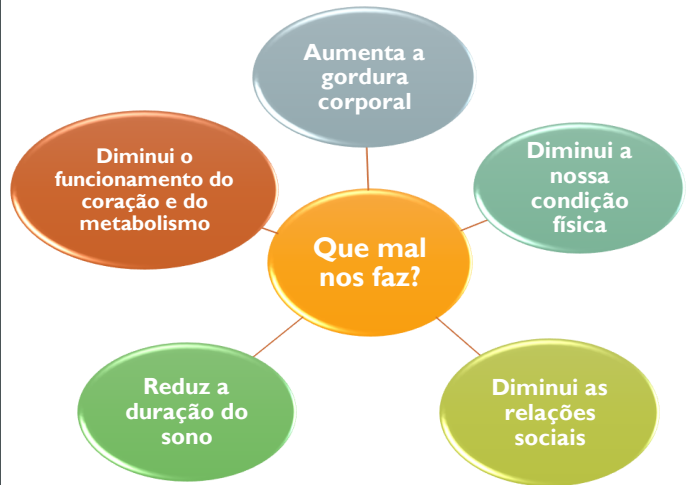 Aumenta a
gordura
corporal
Diminui o
funcionamento do
coração e do
metabolismo
Diminui a
nossa
condição
física
Que mal
nos faz?
Reduz a
duração do
sono
Diminui as
relações
sociais